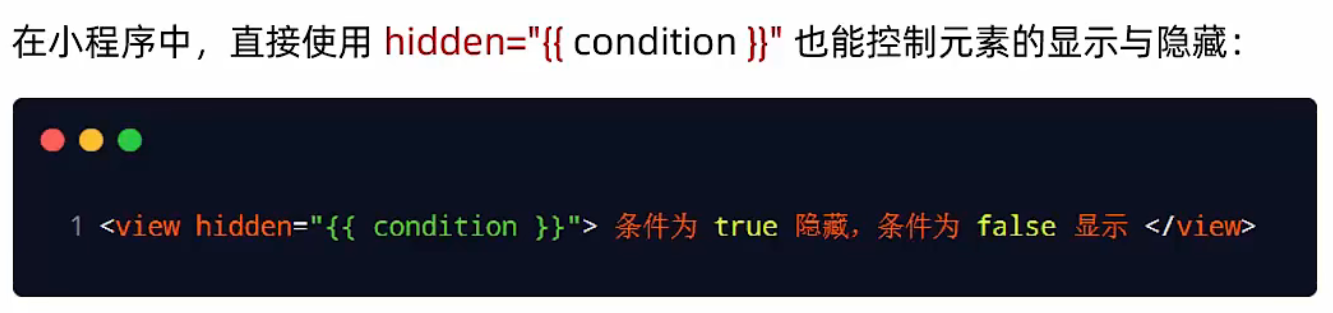 在小程序中，直接使用 hidden="{{ condition }}" 也能控制元素的显示与隐藏：
1 <view hidden="{{ condition }}"> 条件为 true 隐藏，条件为 false 显示 </view>